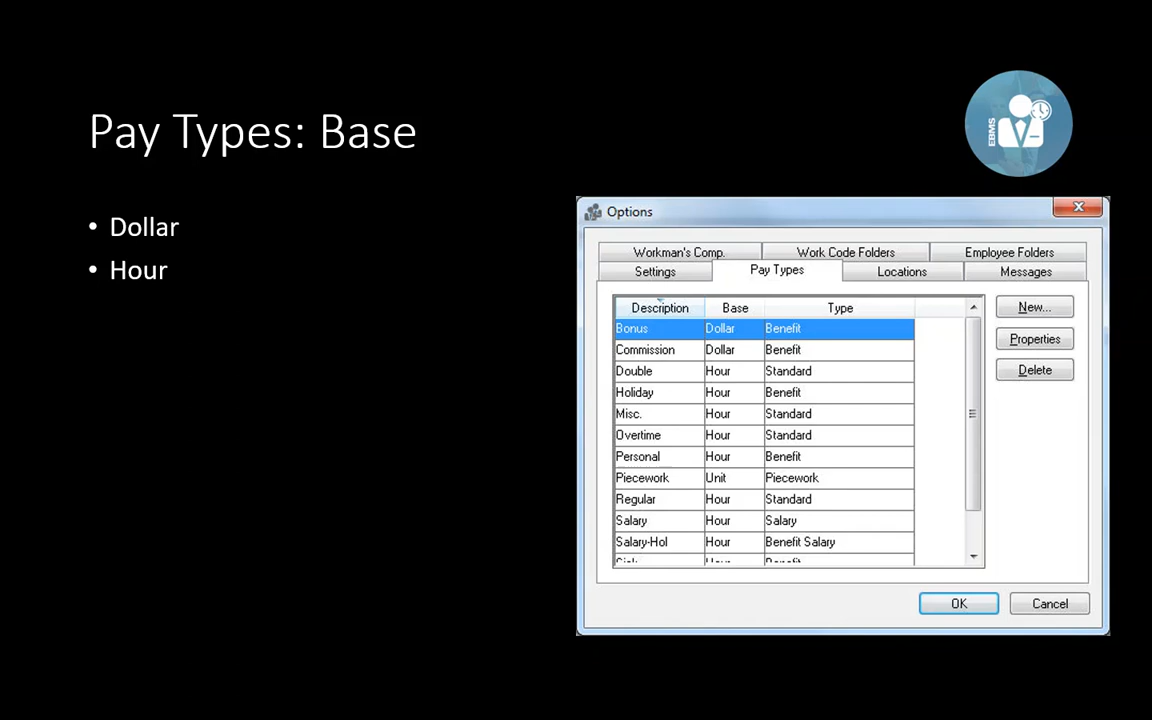 Pay Types: Base
EBMS
• Dollar
• Hour
Options
Workman's Comp. Work Code Folders Employee Folders
Settings Pay Types Locations Messages
Description Base Type
Bonus Dollar Benefit
Commission Dollar Benefit
Double Hour Standard
Holiday Hour Benefit
Misc. Hour Standard
Overtime Hour Standard
Personal Hour Benefit
Piecework Unit Piecework
Regular Hour Standard
Salary Hour Salary
Salary-Hol Hour Benefit Salary
New...
Properties
Delete
OK Cancel